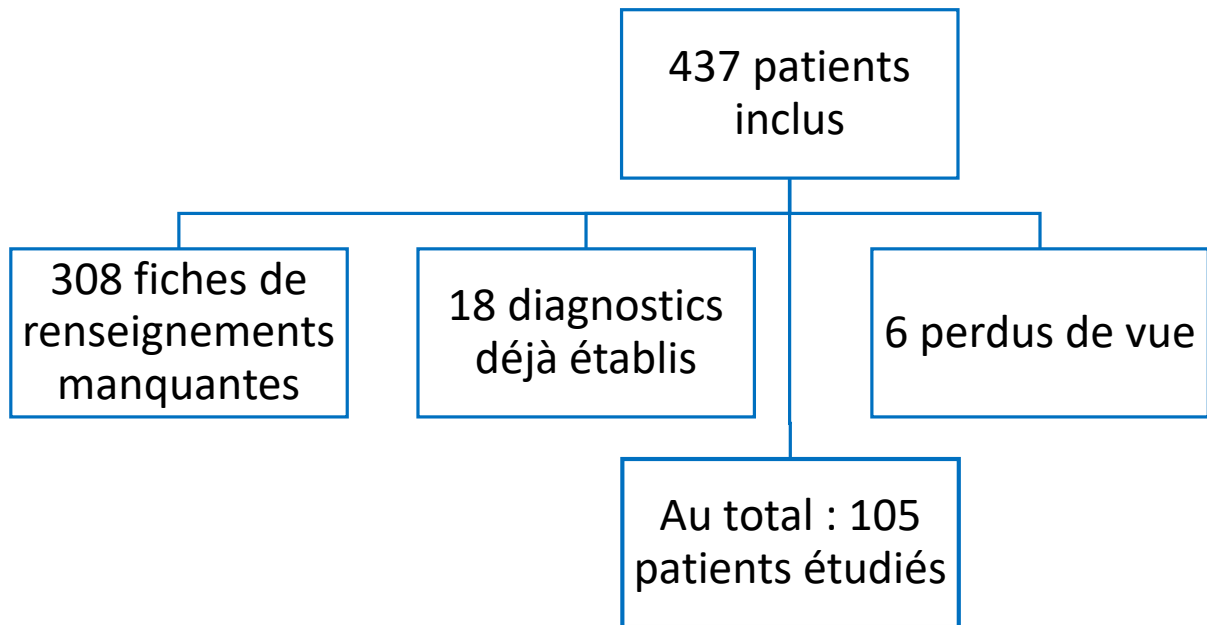 437 patients
inclus
308 fiches de
renseignements
manquantes
18 diagnostics
déjà établis
6 perdus de vue
Au total : 105
patients étudiés